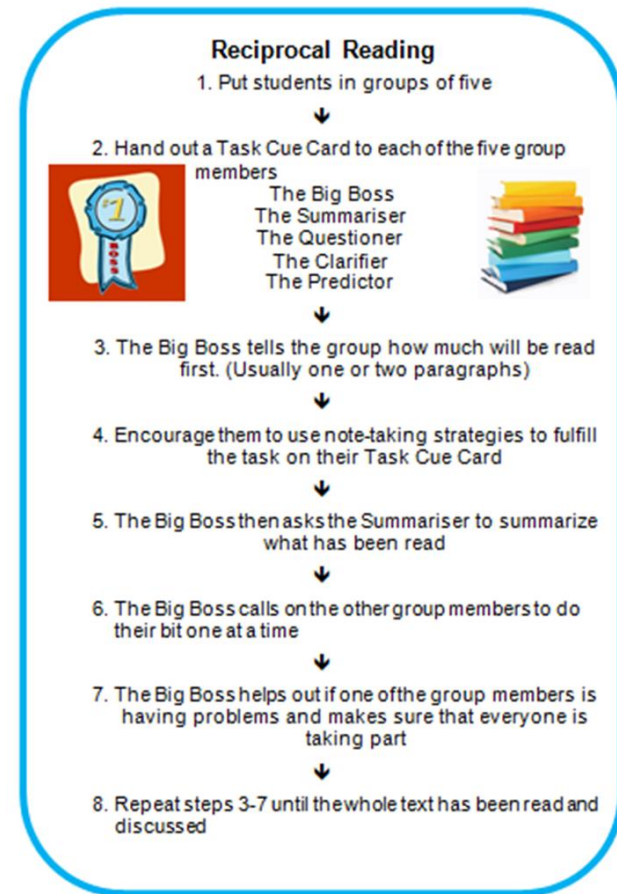 Reciprocal Reading
1. Put students in groups of five
2. Hand out a Task Cue Card to each of the five group
members
The Big Boss
The Summariser
The Questioner
The Clarifier
The Predictor
#1
BOSS
3. The Big Boss tells the group how much will be read
first. (Usually one or two paragraphs)
4. Encourage them to use note-taking strategies to fulfill
the task on their Task Cue Card
5. The Big Boss then asks the Summariser to summarize
what has been read
6. The Big Boss calls on the other group members to do
their bit one at a time
7. The Big Boss helps out if one of the group members is
having problems and makes sure that everyone is
taking part
8. Repeat steps 3-7 until the whole text has been read and
discussed